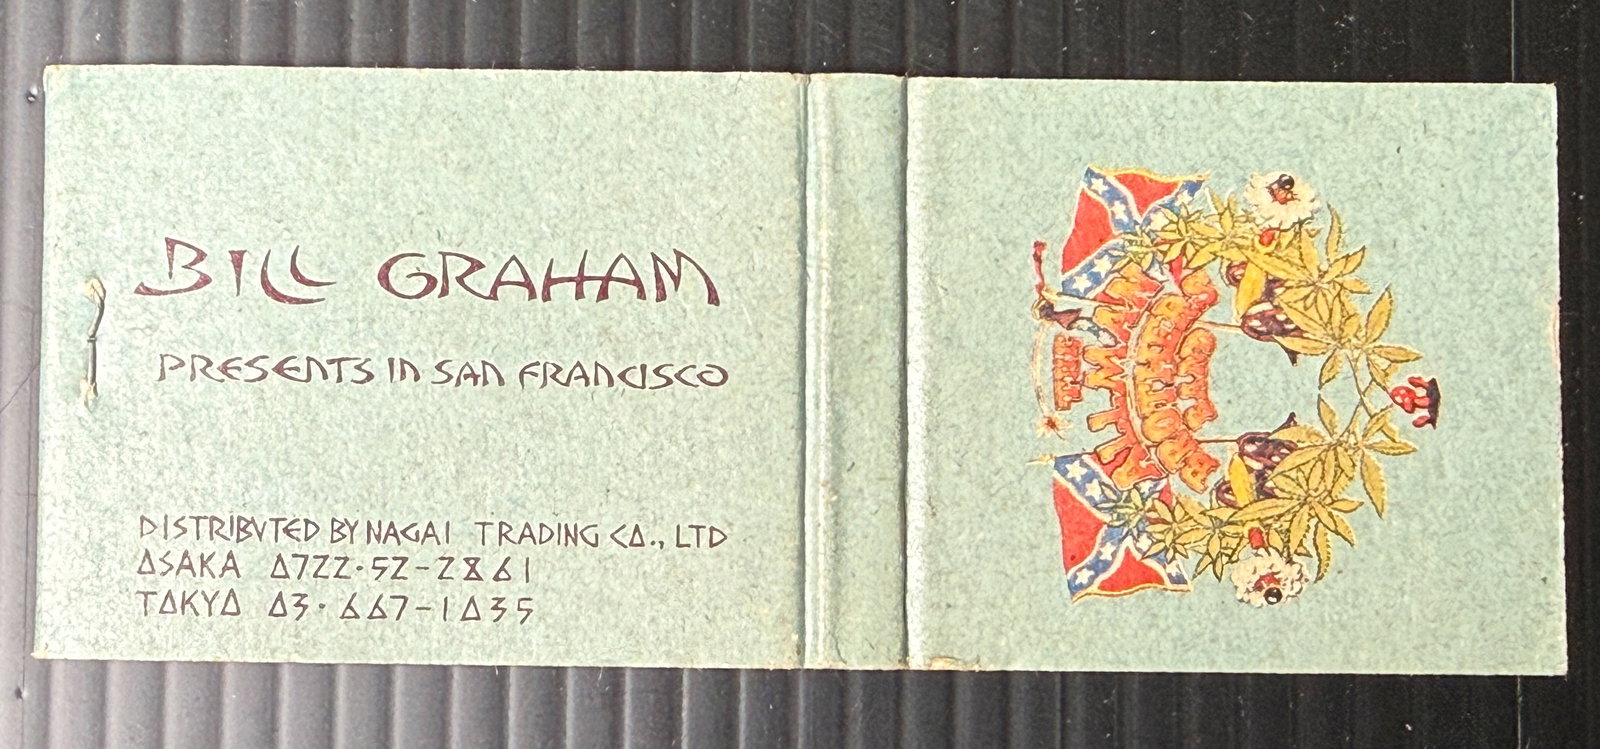 BILL GRAHAM
PRESENTS IN SAN FRANCISCO
DISTRIBUTED BY NAGAI TRADING CO., LTD
OSAKA 0722·52-2861
TOKYO 03·667-1035